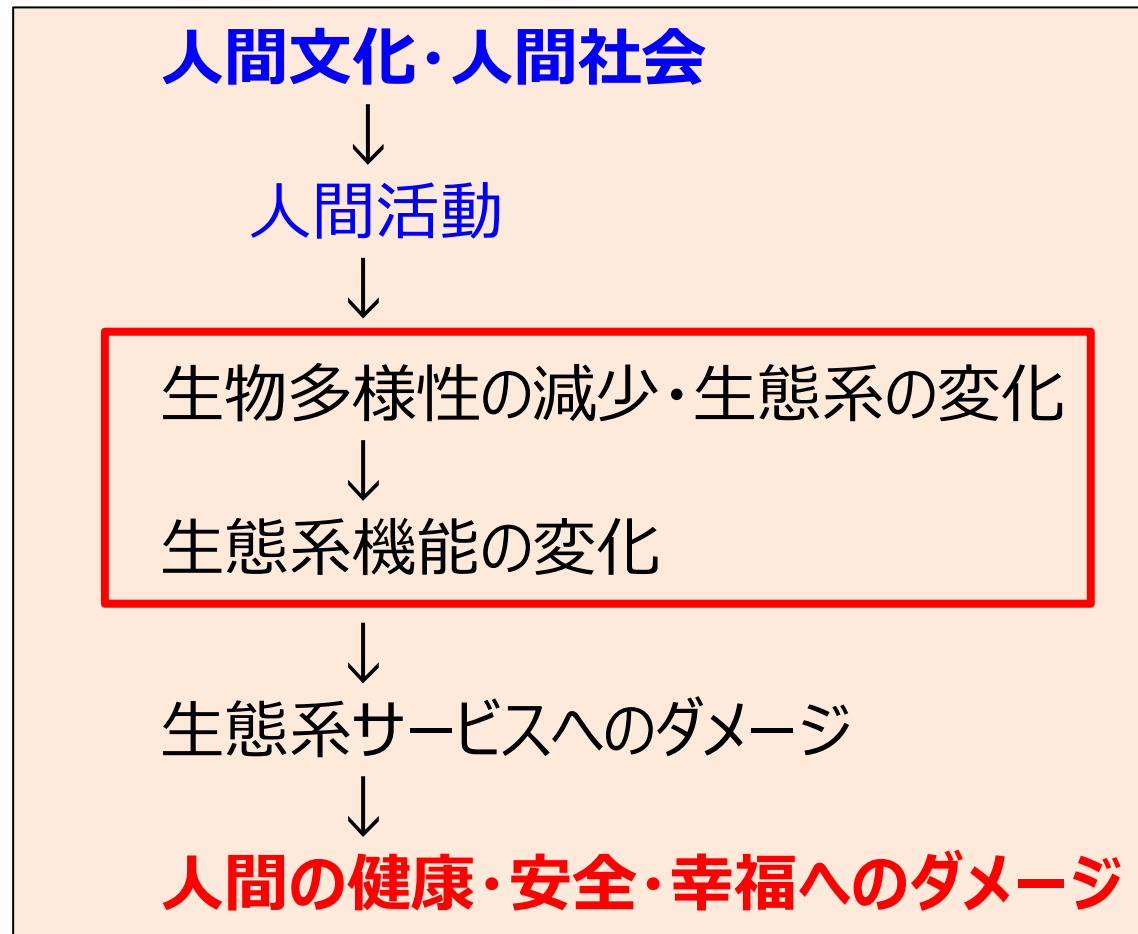 人間文化・人間社会
↓
人間活動
↓
生物多様性の減少・生態系の変化
↓
生態系機能の変化
↓
生態系サービスへのダメージ
↓
人間の健康・安全・幸福へのダメージ